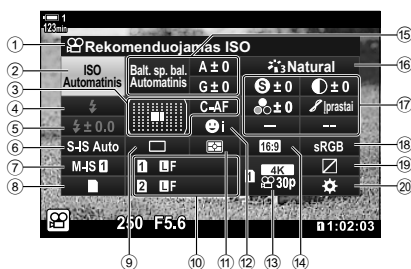 1
123min
① Rekomenduojamas ISO ⑮
② ISO Automatinis Balt. sp. bal. Automatinis A±0 G±0 3 Natural ⑯
③ C-AF S±0 ±0 ⑰
④ i ±0 Įprastai
⑤ ±0.0 -- --
⑥ S-IS Auto 16:9 sRGB ⑱
⑦ M-IS 1 1 LF 1 4K 30p ⑲
⑧ 2 LF ⑳
250 F5.6 1 1:02:03
⑨ ⑩ ⑪ ⑫ ⑬ ⑭